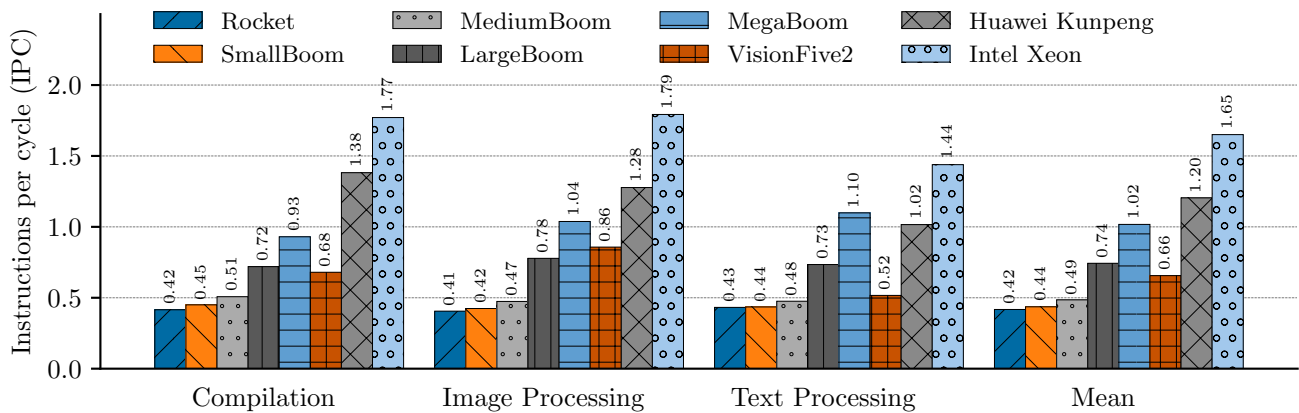 Rocket
SmallBoom
MediumBoom
LargeBoom
MegaBoom
VisionFive2
Huawei Kunpeng
Intel Xeon
Instructions per cycle (IPC)
2.0
1.5
1.0
0.5
0.0
0.42
0.45
0.51
0.72
0.93
0.68
1.38
1.77
0.41
0.42
0.47
0.78
1.04
0.86
1.28
1.79
0.43
0.44
0.48
0.73
1.10
0.52
1.02
1.44
0.42
0.44
0.49
0.74
1.02
0.66
1.20
1.65
Compilation
Image Processing
Text Processing
Mean